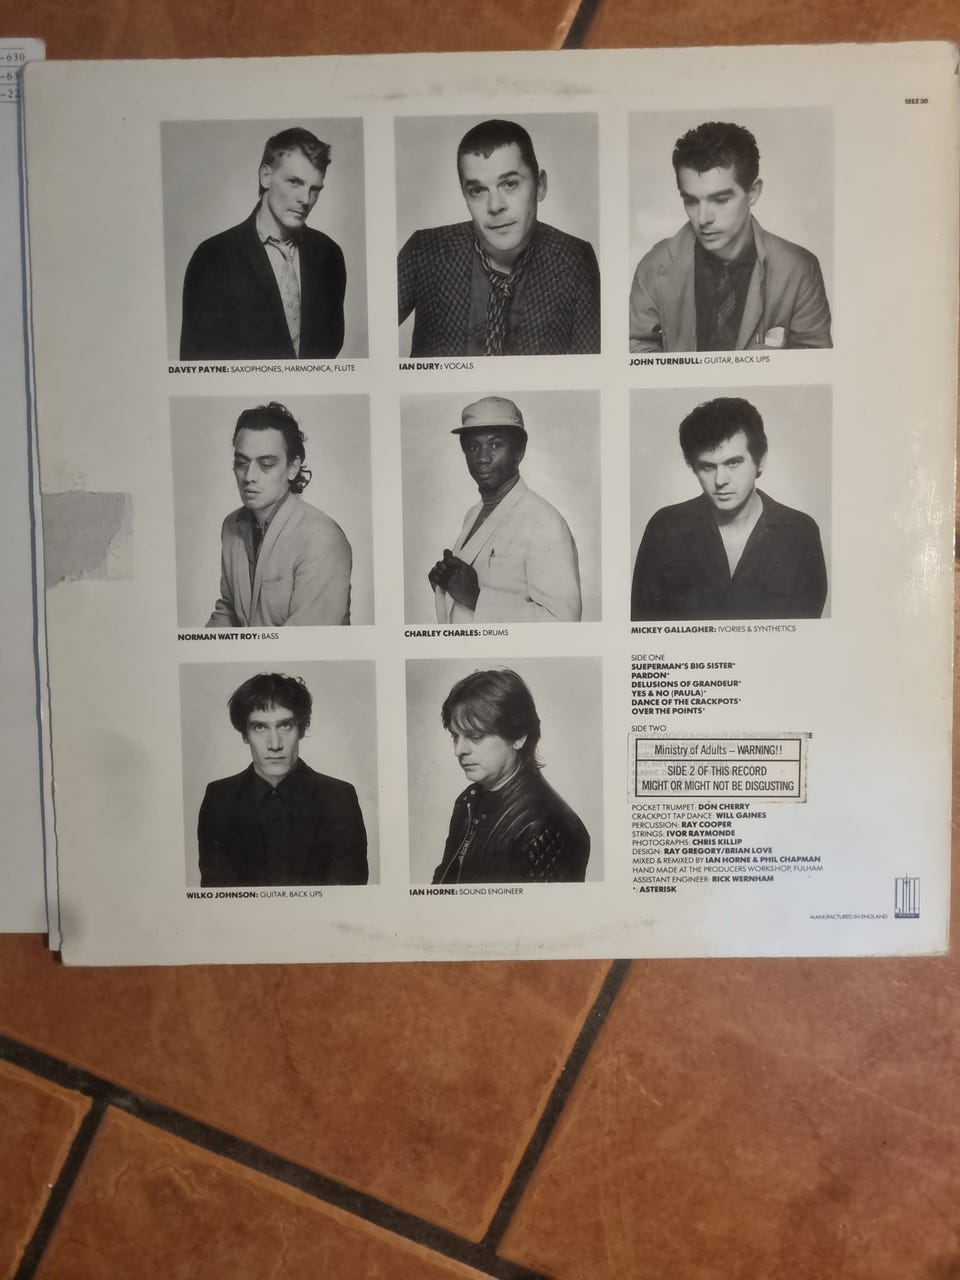 -630
-22
SEEZ 30
DAVEY PAYNE: SAXOPHONES, HARMONICA, FLUTE
IAN DURY: VOCALS
JOHN TURNBULL: GUITAR, BACK UPS
NORMAN WATT ROY: BASS
CHARLEY CHARLES: DRUMS
MICKEY GALLAGHER: IVORIES & SYNTHETICS
WILKO JOHNSON: GUITAR, BACK UPS
IAN HORNE: SOUND ENGINEER
SIDE ONE
SUEPERMAN'S BIG SISTER*
PARDON*
DELUSIONS OF GRANDEUR*
YES & NO (PAULA)*
DANCE OF THE CRACKPOTS*
OVER THE POINTS*
SIDE TWO
Ministry of Adults – WARNING!!
SIDE 2 OF THIS RECORD
MIGHT OR MIGHT NOT BE DISGUSTING
POCKET TRUMPET: DON CHERRY
CRACKPOT TAP DANCE: WILL GAINES
PERCUSSION: RAY COOPER
STRINGS: IVOR RAYMONDE
PHOTOGRAPHS: CHRIS KILLIP
DESIGN: RAY GREGORY/BRIAN LOVE
MIXED & REMIXED BY IAN HORNE & PHIL CHAPMAN
HAND MADE AT THE PRODUCERS WORKSHOP, FULHAM
ASSISTANT ENGINEER: RICK WERNHAM
*: ASTERISK
MANUFACTURED IN ENGLAND